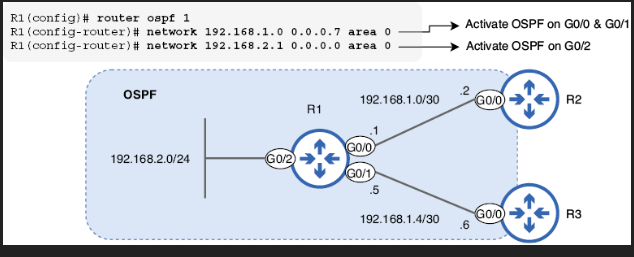 R1(config)# router ospf 1
R1(config-router)# network 192.168.1.0 0.0.0.7 area 0
Activate OSPF on G0/0 & G0/1
R1(config-router)# network 192.168.2.1 0.0.0.0 area 0
Activate OSPF on G0/2
OSPF
R1
192.168.1.0/30
.2
G0/0
R2
.1
G0/0
192.168.2.0/24
G0/2
G0/1
.5
192.168.1.4/30
.6
G0/0
R3